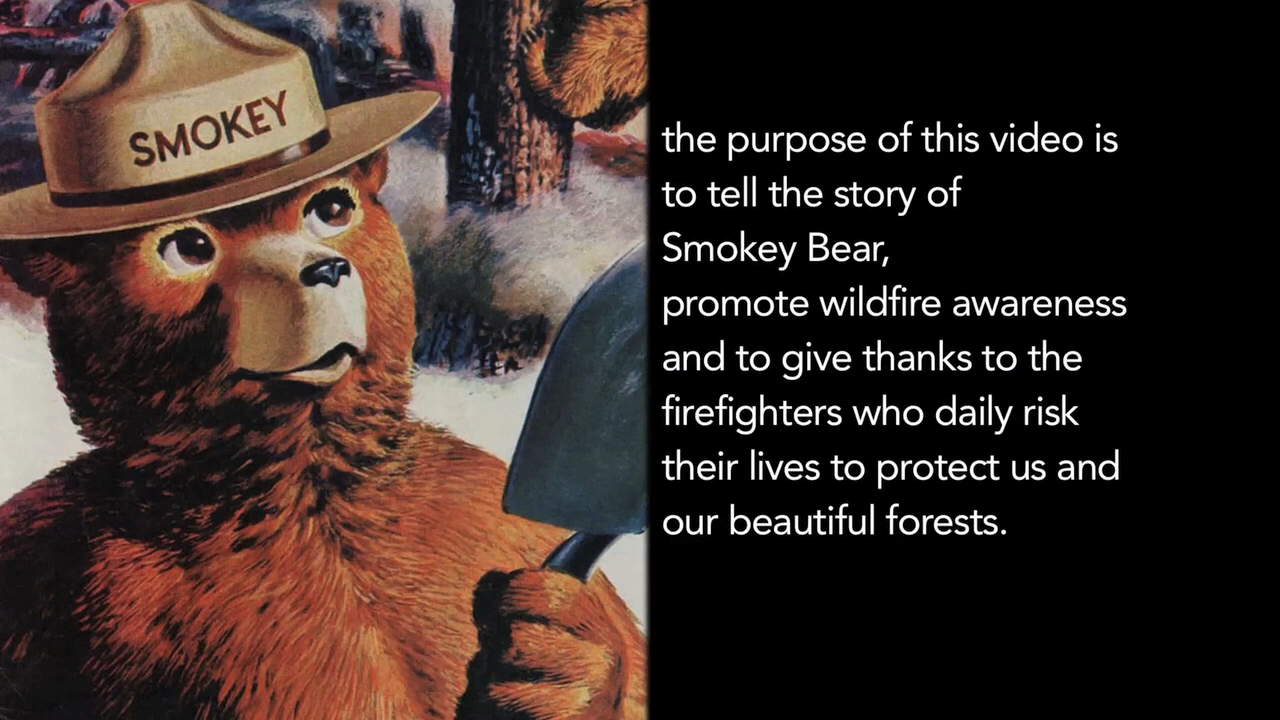 SMOKEY
the purpose of this video is
to tell the story of
Smokey Bear,
promote wildfire awareness
and to give thanks to the
firefighters who daily risk
their lives to protect us and
our beautiful forests.